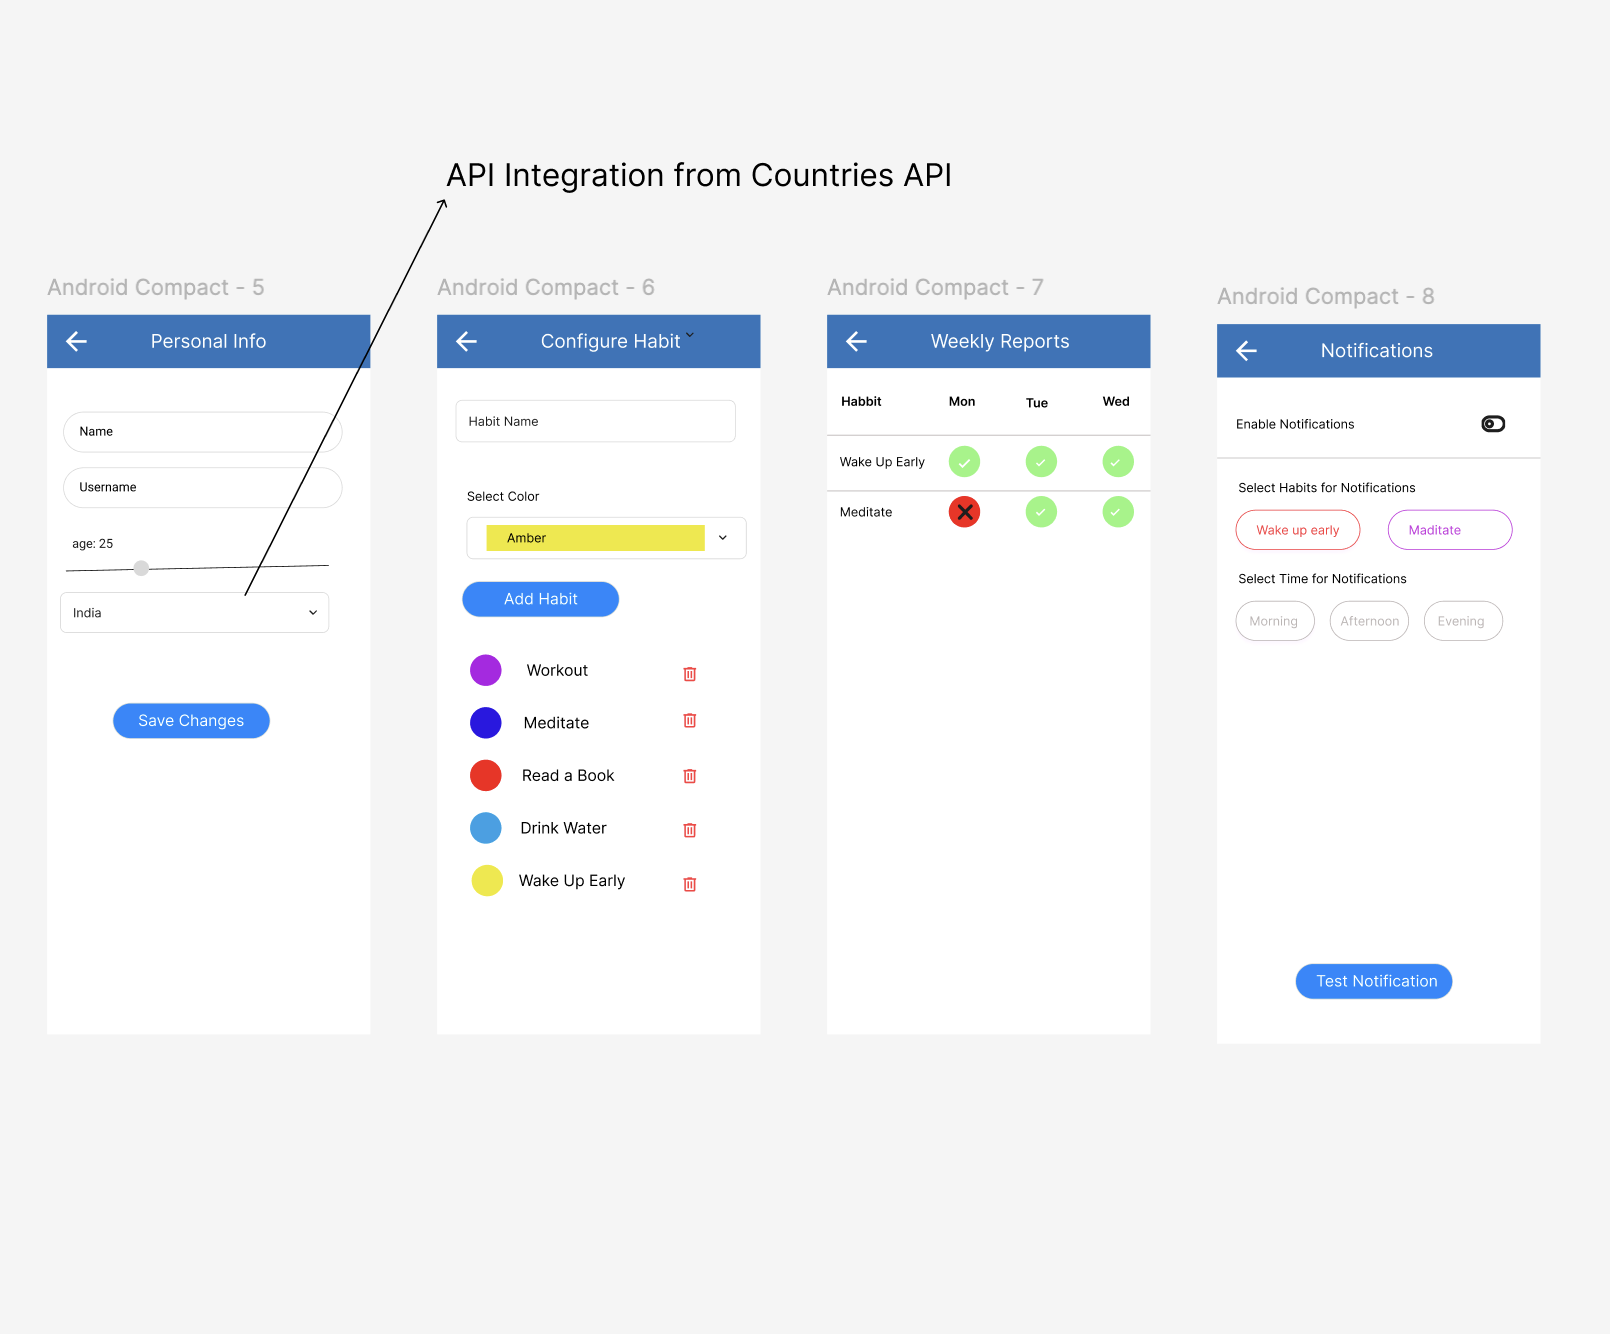 API Integration from Countries API
Android Compact - 5
Personal Info
Name
Username
age: 25
India
Save Changes
Android Compact - 6
Configure Habit
Habit Name
Select Color
Amber
Add Habit
Workout
Meditate
Read a Book
Drink Water
Wake Up Early
Android Compact - 7
Weekly Reports
Habbit Mon Tue Wed
Wake Up Early
Meditate
Android Compact - 8
Notifications
Enable Notifications
Select Habits for Notifications
Wake up early Maditate
Select Time for Notifications
Morning Afternoon Evening
Test Notification